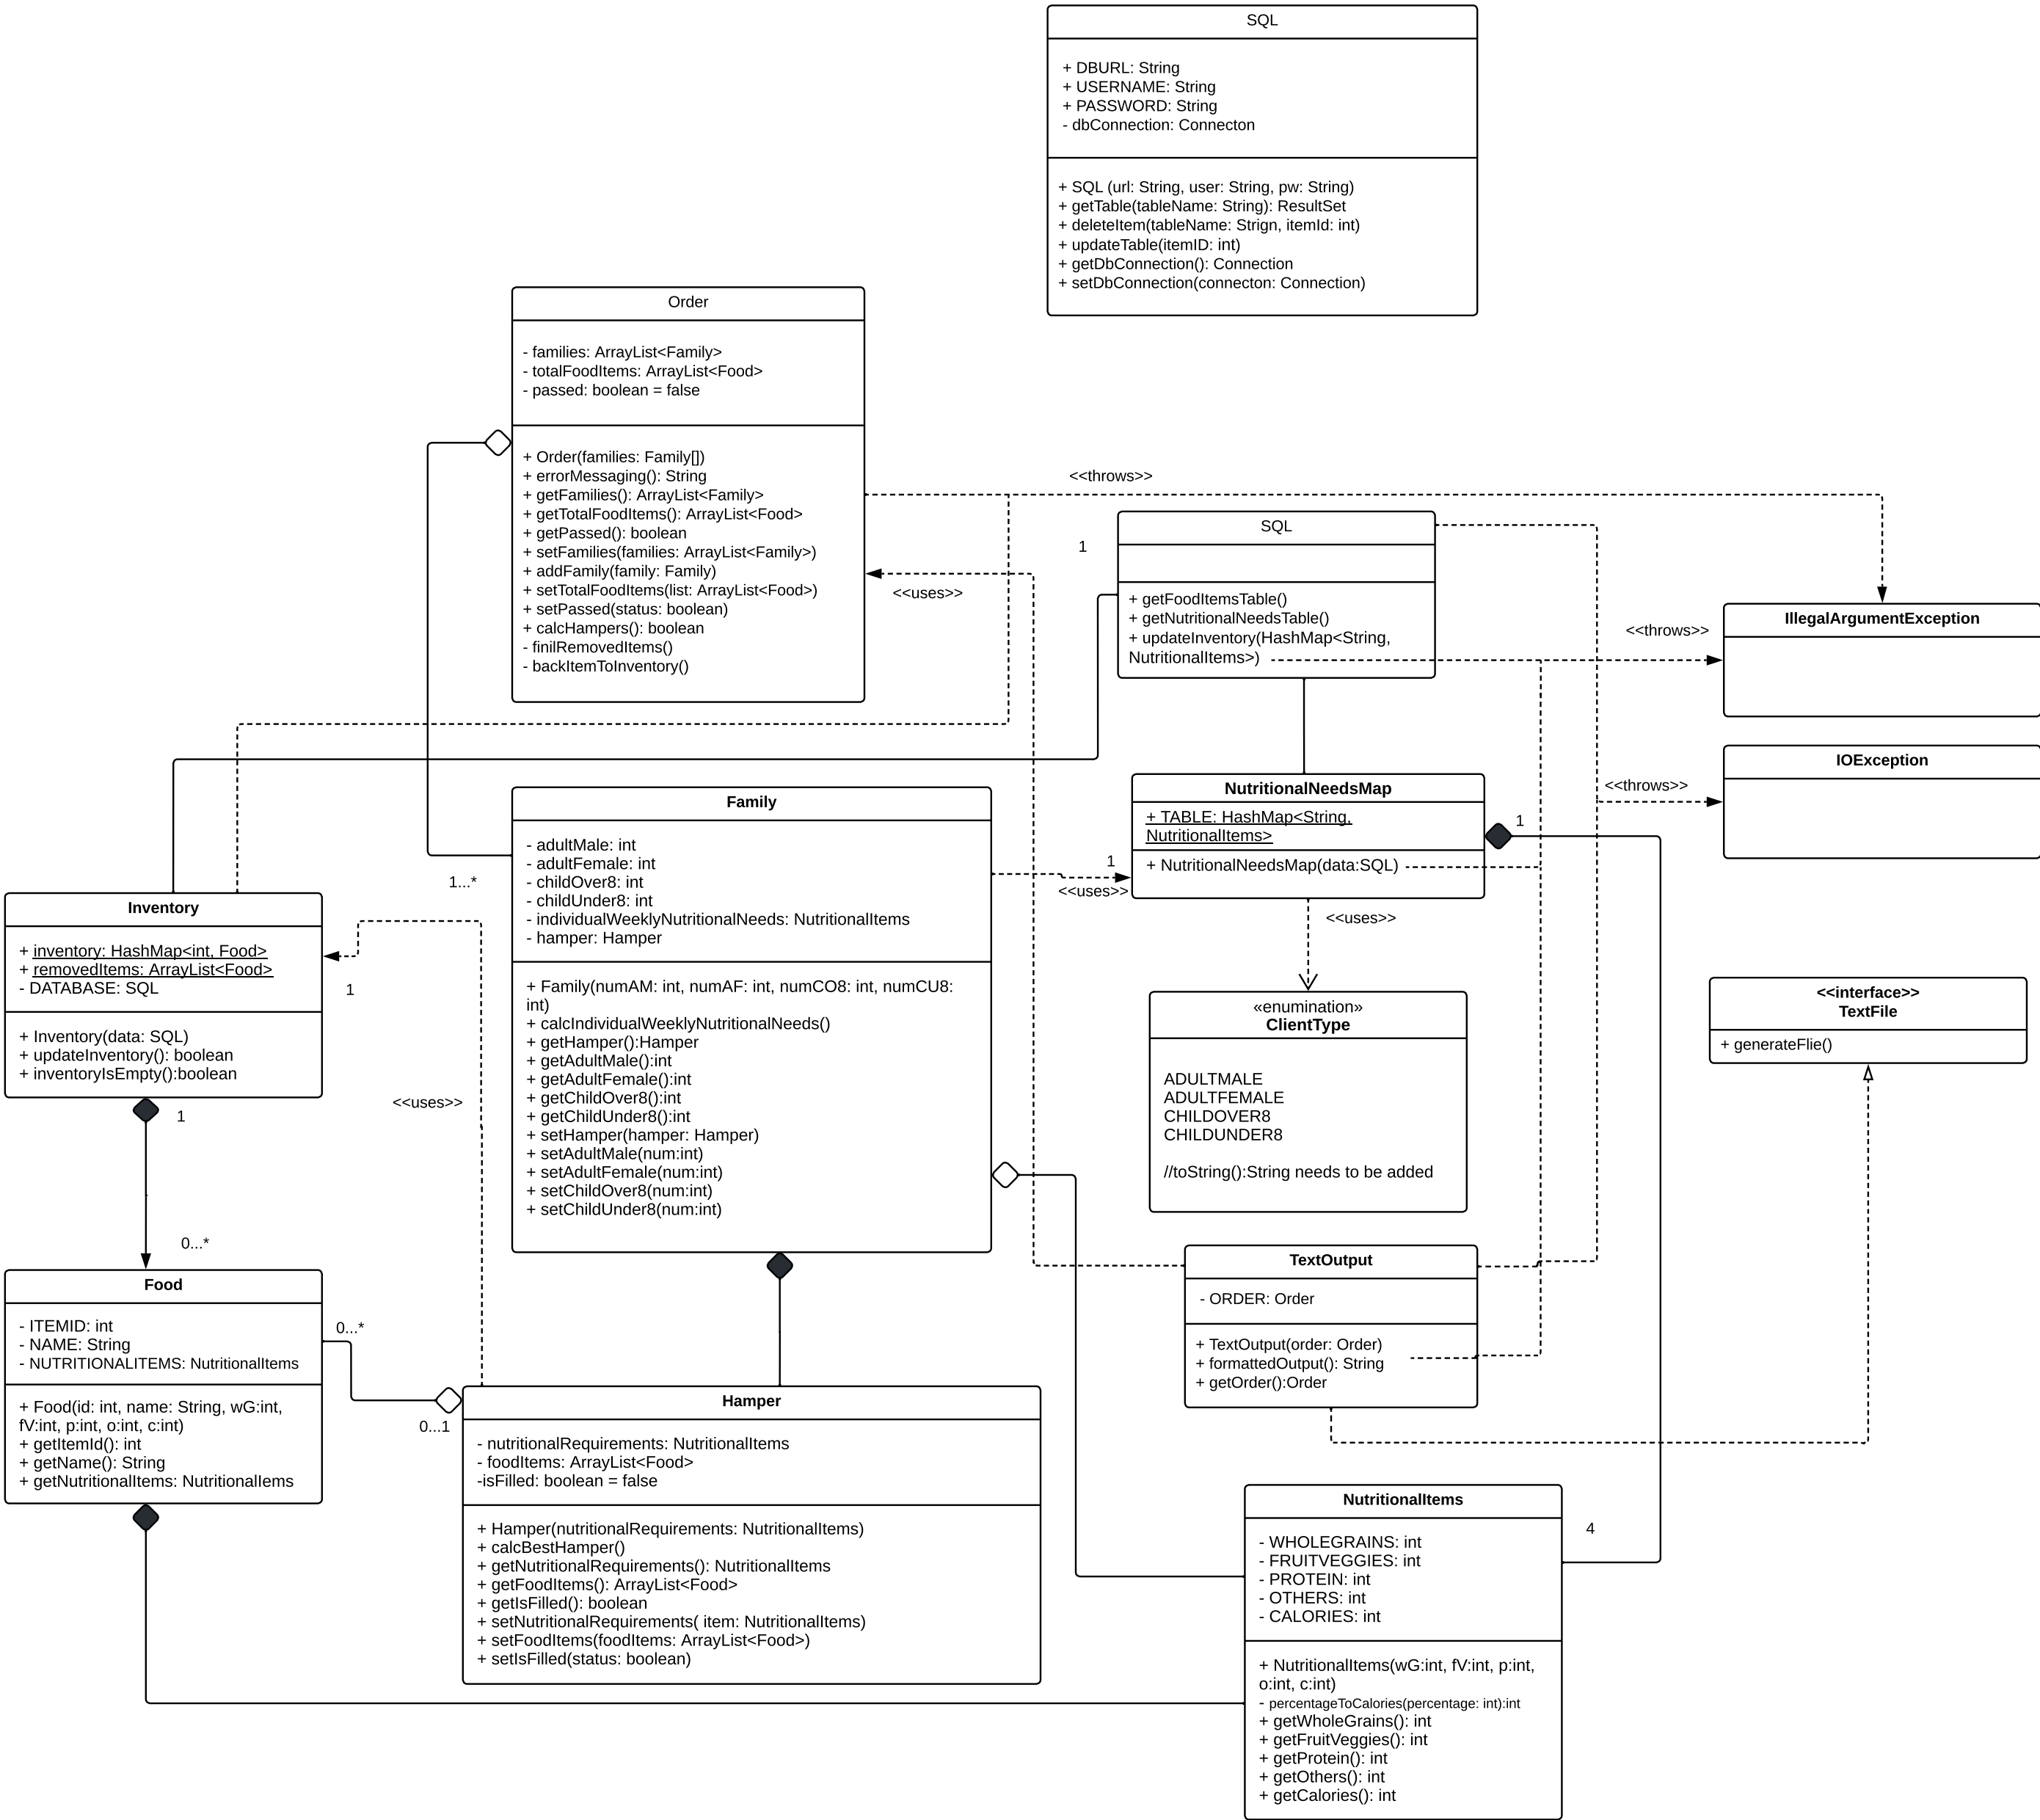 SQL
+ DBURL: String
+ USERNAME: String
+ PASSWORD: String
- dbConnection: Connecton
+ SQL (url: String, user: String, pw: String)
+ getTable(tableName: String): ResultSet
+ deleteItem(tableName: Strign, itemId: int)
+ updateTable(itemID: int)
+ getDbConnection(): Connection
+ setDbConnection(connecton: Connection)
Order
- families: ArrayList<Family>
- totalFoodItems: ArrayList<Food>
- passed: boolean = false
+ Order(families: Family[])
+ errorMessaging(): String
+ getFamilies(): ArrayList<Family>
+ getTotalFoodItems(): ArrayList<Food>
+ getPassed(): boolean
+ setFamilies(families: ArrayList<Family>)
+ addFamily(family: Family)
+ setTotalFoodItems(list: ArrayList<Food>)
+ setPassed(status: boolean)
+ calcHampers(): boolean
- finilRemovedItems()
- backItemToInventory()
<<throws>>
<<uses>>
1
SQL
+ getFoodItemsTable()
+ getNutritionalNeedsTable()
+ updateInventory(HashMap<String,
NutritionalItems>)
<<throws>>
IllegalArgumentException
<<throws>>
IOException
NutritionalNeedsMap
+ TABLE: HashMap<String,
NutritionalItems>
+ NutritionalNeedsMap(data:SQL)
1
1
<<uses>>
<<uses>>
Family
- adultMale: int
- adultFemale: int
- childOver8: int
- childUnder8: int
- individualWeeklyNutritionalNeeds: NutritionalItems
- hamper: Hamper
+ Family(numAM: int, numAF: int, numCO8: int, numCU8:
int)
+ calcIndividualWeeklyNutritionalNeeds()
+ getHamper():Hamper
+ getAdultMale():int
+ getAdultFemale():int
+ getChildOver8():int
+ getChildUnder8():int
+ setHamper(hamper: Hamper)
+ setAdultMale(num:int)
+ setAdultFemale(num:int)
+ setChildOver8(num:int)
+ setChildUnder8(num:int)
1...*
Inventory
+ inventory: HashMap<int, Food>
+ removedItems: ArrayList<Food>
- DATABASE: SQL
+ Inventory(data: SQL)
+ updateInventory(): boolean
+ inventoryIsEmpty():boolean
1
1
<<uses>>
0...*
«enumination»
ClientType
ADULTMALE
ADULTFEMALE
CHILDOVER8
CHILDUNDER8
//toString():String needs to be added
<<interface>>
TextFile
+ generateFlie()
TextOutput
- ORDER: Order
+ TextOutput(order: Order)
+ formattedOutput(): String
+ getOrder():Order
Food
- ITEMID: int
- NAME: String
- NUTRITIONALITEMS: NutritionalItems
+ Food(id: int, name: String, wG:int,
fV:int, p:int, o:int, c:int)
+ getItemId(): int
+ getName(): String
+ getNutritionalItems: NutritionalIems
0...*
0...1
Hamper
- nutritionalRequirements: NutritionalItems
- foodItems: ArrayList<Food>
-isFilled: boolean = false
+ Hamper(nutritionalRequirements: NutritionalItems)
+ calcBestHamper()
+ getNutritionalRequirements(): NutritionalItems
+ getFoodItems(): ArrayList<Food>
+ getIsFilled(): boolean
+ setNutritionalRequirements( item: NutritionalItems)
+ setFoodItems(foodItems: ArrayList<Food>)
+ setIsFilled(status: boolean)
NutritionalItems
- WHOLEGRAINS: int
- FRUITVEGGIES: int
- PROTEIN: int
- OTHERS: int
- CALORIES: int
+ NutritionalItems(wG:int, fV:int, p:int,
o:int, c:int)
- percentageToCalories(percentage: int):int
+ getWholeGrains(): int
+ getFruitVeggies(): int
+ getProtein(): int
+ getOthers(): int
+ getCalories(): int
4